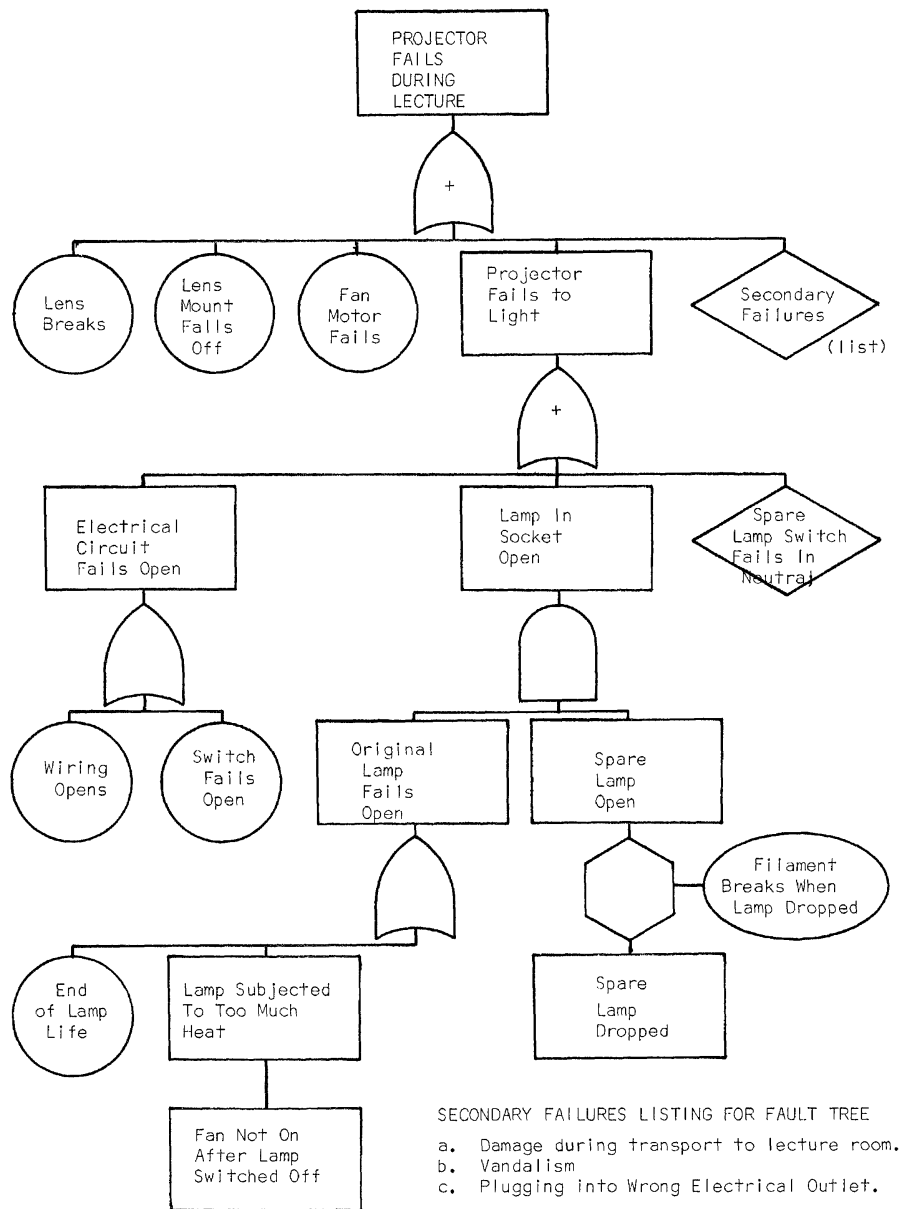 PROJECTOR
FAILS
DURING
LECTURE
+
Lens
Breaks
Lens
Mount
Falls
Off
Fan
Motor
Fails
Projector
Fails to
Light
Secondary
Failures
(list)
+
Electrical
Circuit
Fails Open
Lamp In
Socket
Open
Spare
Lamp Switch
Fails In
Neutral
Wiring
Opens
Switch
Fails
Open
Original
Lamp
Fails
Open
Spare
Lamp
Open
Filament
Breaks When
Lamp Dropped
End
of Lamp
Life
Lamp Subjected
To Too Much
Heat
Spare
Lamp
Dropped
Fan Not On
After Lamp
Switched Off
SECONDARY FAILURES LISTING FOR FAULT TREE
a. Damage during transport to lecture room.
b. Vandalism
c. Plugging into Wrong Electrical Outlet.